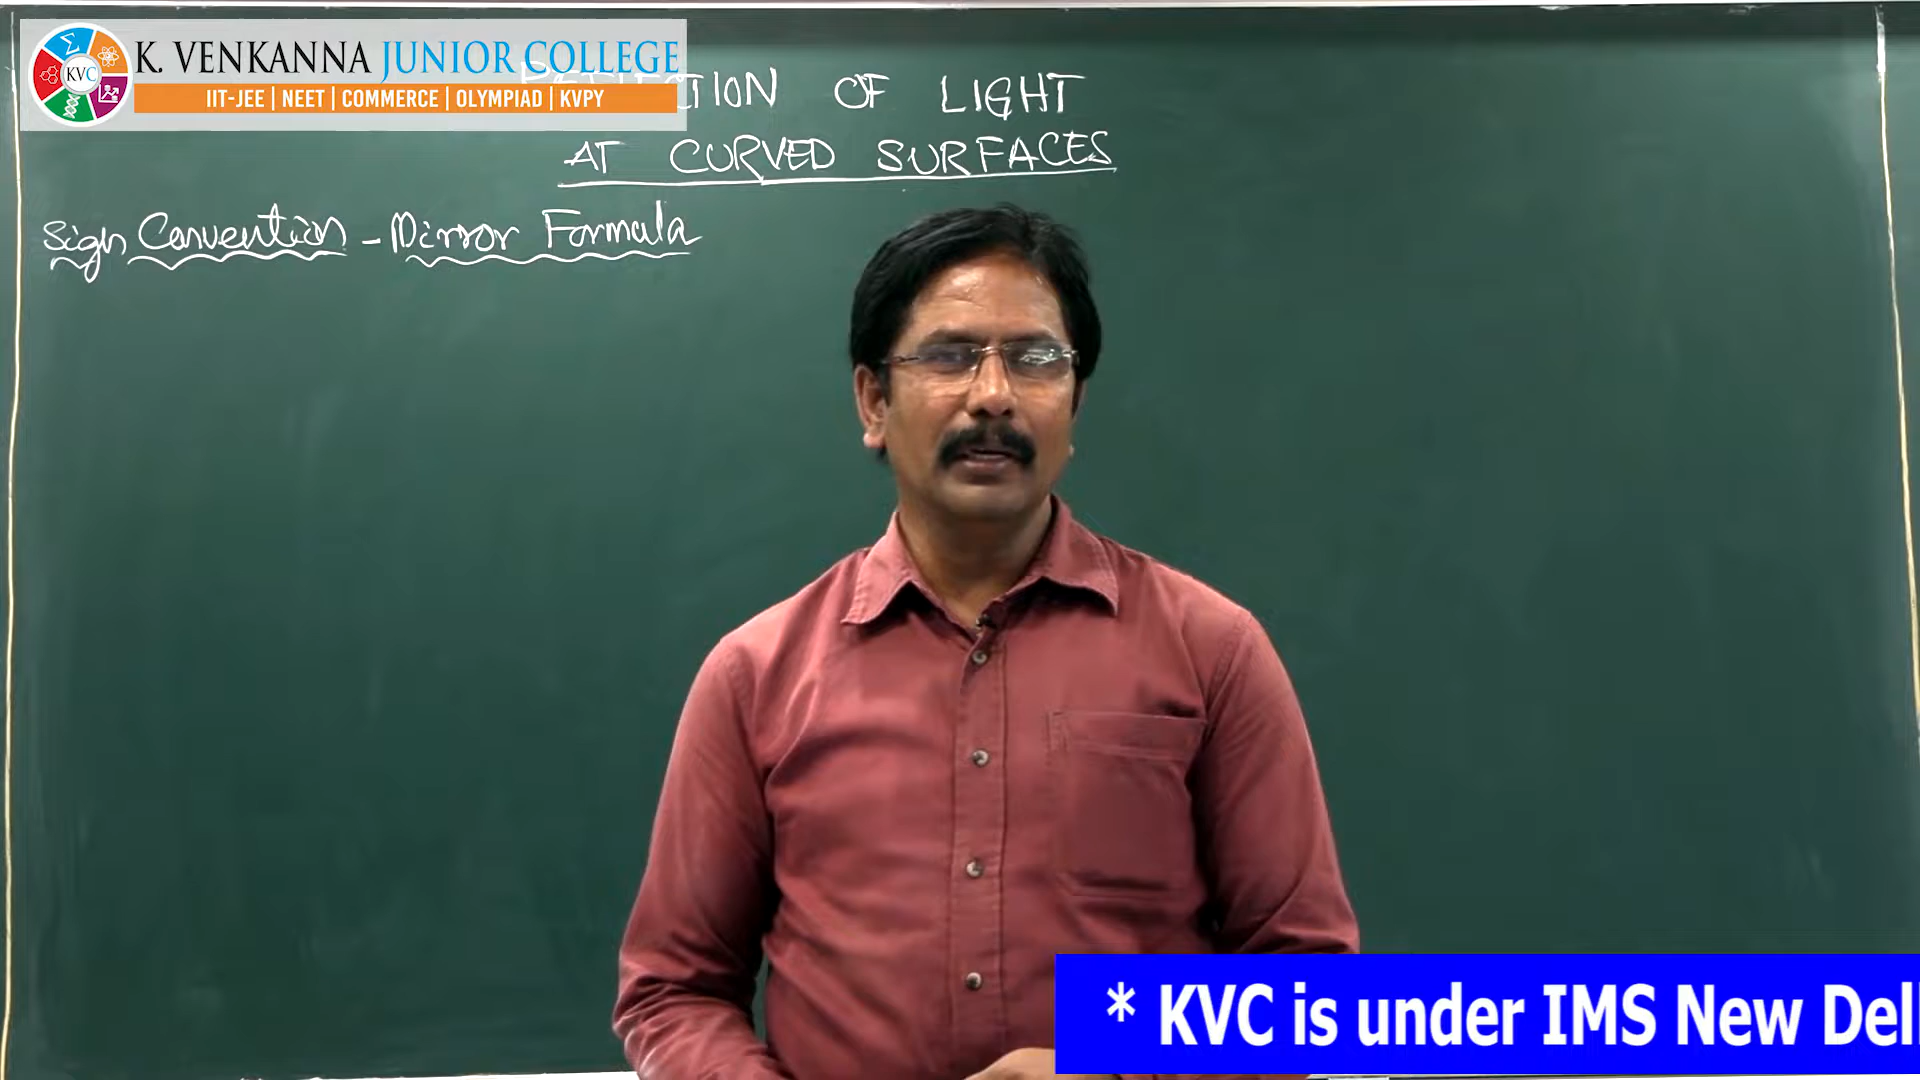 K. VENKANNA JUNIOR COLLEGE
KVC
IIT-JEE | NEET | COMMERCE | OLYMPIAD | KVPY
OF LIGHT
AT CURVED SURFACES
Sign Convention - Mirror Formula
* KVC is under IMS New Del